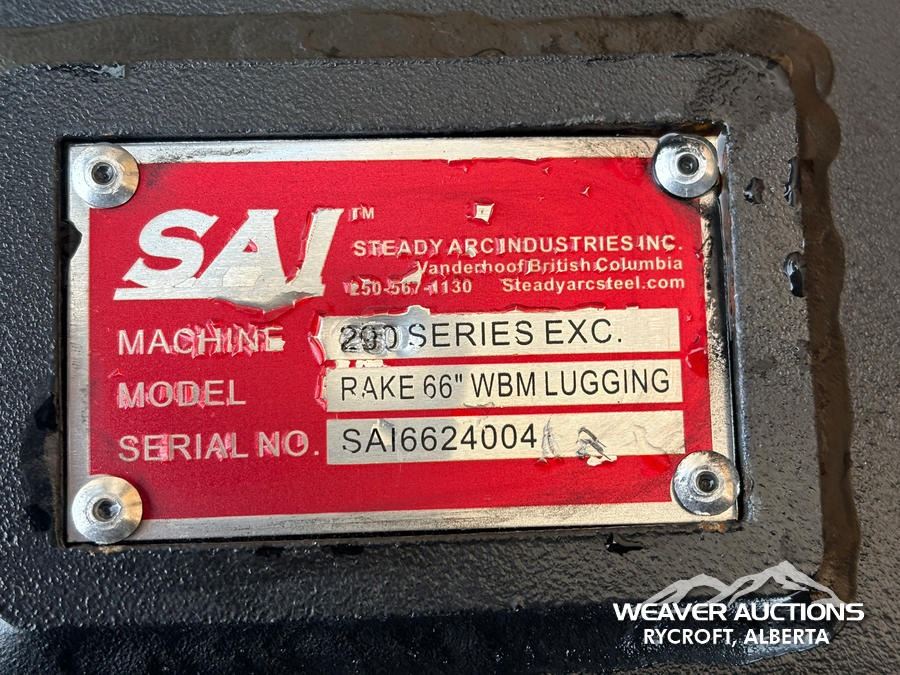 SAI™
STEADY ARC INDUSTRIES INC.
Vanderhoof British Columbia
250-567-1130 Steadyarcsteel.com
MACHINE 290 SERIES EXC.
MODEL RAKE 66" WBM LUGGING
SERIAL NO. SAI6624004
WEAVER AUCTIONS
RYCROFT, ALBERTA